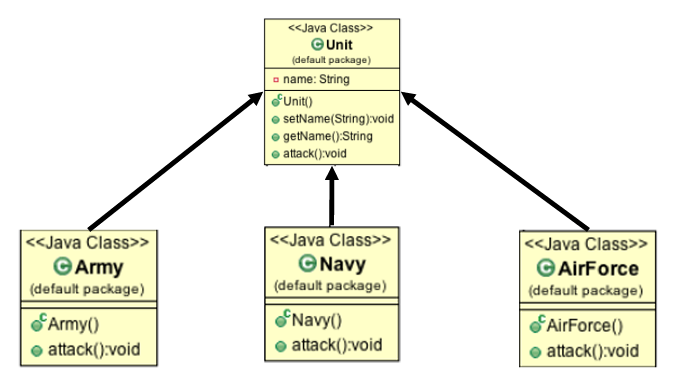 <<Java Class>>
Unit
(default package)
name: String
Unit()
setName(String):void
getName():String
attack():void
<<Java Class>>
Army
(default package)
Army()
attack():void
<<Java Class>>
Navy
(default package)
Navy()
attack():void
<<Java Class>>
AirForce
(default package)
AirForce()
attack():void